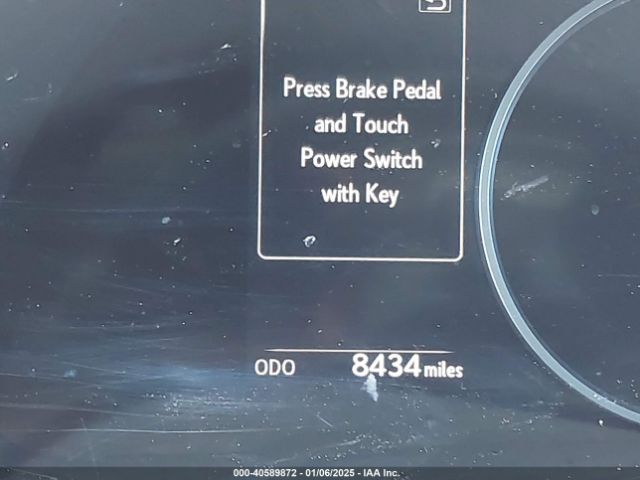 Press Brake Pedal
and Touch
Power Switch
with Key
ODO 8434 miles
000-40589872 - 01/06/2025 - IAA Inc.